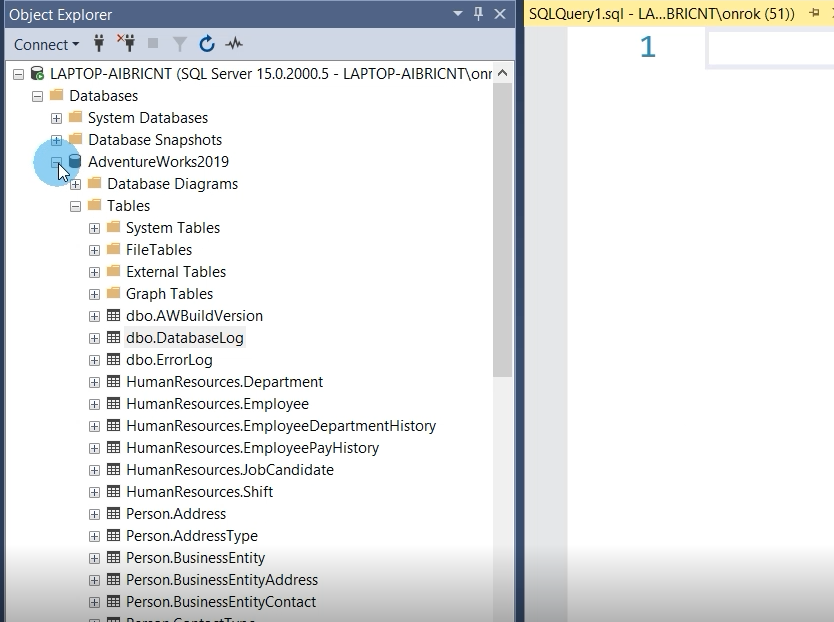 Object Explorer
SQLQuery1.sql - LA...BRICNT\onrok (51))
Connect
1
LAPTOP-AIBRICNT (SQL Server 15.0.2000.5 - LAPTOP-AIBRICNT\onr
Databases
System Databases
Database Snapshots
AdventureWorks2019
Database Diagrams
Tables
System Tables
FileTables
External Tables
Graph Tables
dbo.AWBuildVersion
dbo.DatabaseLog
dbo.ErrorLog
HumanResources.Department
HumanResources.Employee
HumanResources.EmployeeDepartmentHistory
HumanResources.EmployeePayHistory
HumanResources.JobCandidate
HumanResources.Shift
Person.Address
Person.AddressType
Person.BusinessEntity
Person.BusinessEntityAddress
Person.BusinessEntityContact
Person.ContactType